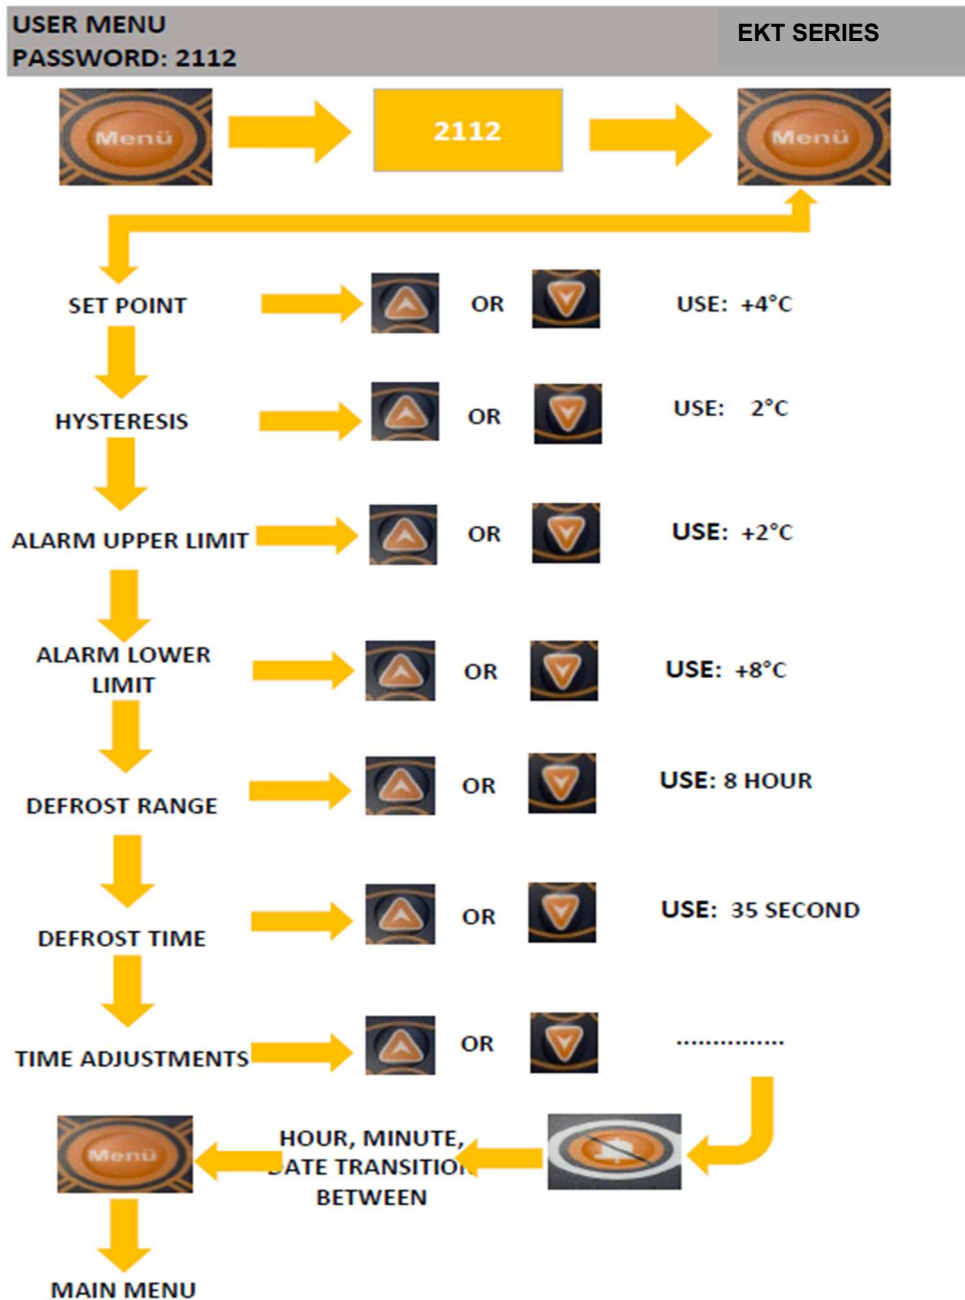 USER MENU
PASSWORD: 2112
EKT SERIES
Menü
2112
Menü
SET POINT
OR
USE: +4°C
HYSTERESIS
OR
USE: 2°C
ALARM UPPER LIMIT
OR
USE: +2°C
ALARM LOWER
LIMIT
OR
USE: +8°C
DEFROST RANGE
OR
USE: 8 HOUR
DEFROST TIME
OR
USE: 35 SECOND
TIME ADJUSTMENTS
OR
...............
Menü
HOUR, MINUTE,
DATE TRANSITION
BETWEEN
MAIN MENU